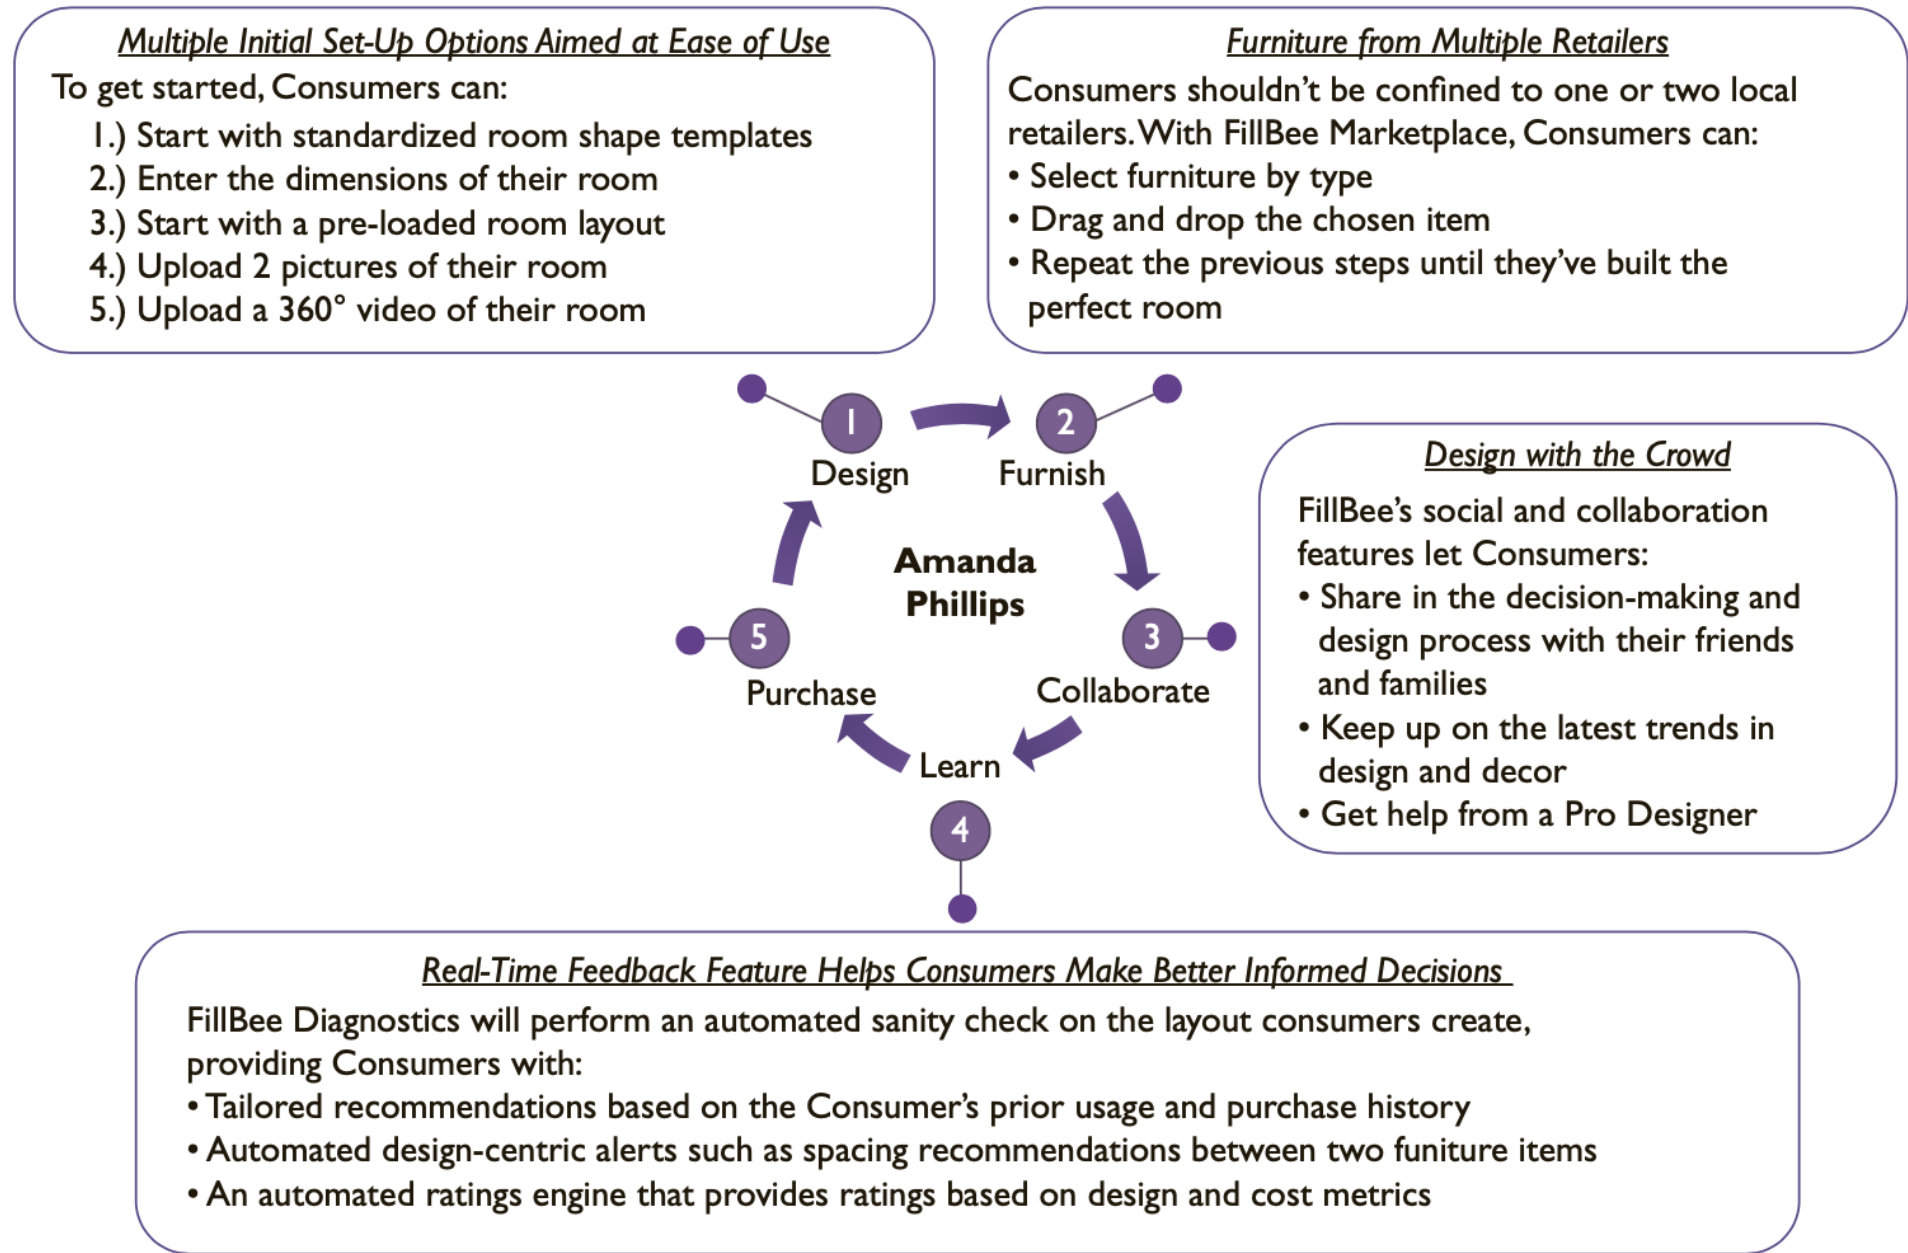 Multiple Initial Set-Up Options Aimed at Ease of Use
To get started, Consumers can:
1.) Start with standardized room shape templates
2.) Enter the dimensions of their room
3.) Start with a pre-loaded room layout
4.) Upload 2 pictures of their room
5.) Upload a 360° video of their room
Furniture from Multiple Retailers
Consumers shouldn't be confined to one or two local
retailers. With FillBee Marketplace, Consumers can:
• Select furniture by type
• Drag and drop the chosen item
• Repeat the previous steps until they've built the
perfect room
1
Design
2
Furnish
Amanda
Phillips
3
Collaborate
Learn
4
5
Purchase
Design with the Crowd
FillBee's social and collaboration
features let Consumers:
• Share in the decision-making and
design process with their friends
and families
• Keep up on the latest trends in
design and decor
• Get help from a Pro Designer
Real-Time Feedback Feature Helps Consumers Make Better Informed Decisions
FillBee Diagnostics will perform an automated sanity check on the layout consumers create,
providing Consumers with:
• Tailored recommendations based on the Consumer's prior usage and purchase history
• Automated design-centric alerts such as spacing recommendations between two funiture items
• An automated ratings engine that provides ratings based on design and cost metrics